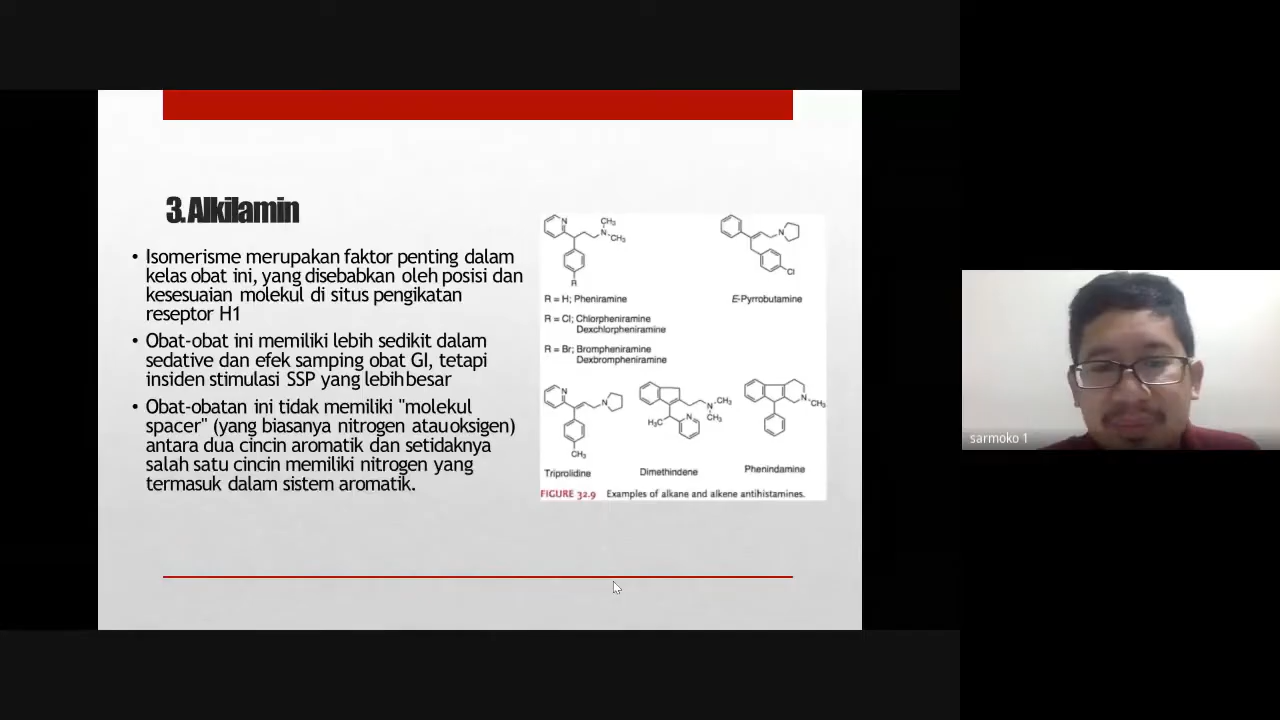 3. Alkilamin
• Isomerisme merupakan faktor penting dalam
kelas obat ini, yang disebabkan oleh posisi dan
kesesuaian molekul di situs pengikatan
reseptor H1
• Obat-obat ini memiliki lebih sedikit dalam
sedative dan efek samping obat GI, tetapi
insiden stimulasi SSP yang lebih besar
• Obat-obatan ini tidak memiliki "molekul
spacer" (yang biasanya nitrogen atau oksigen)
antara dua cincin aromatik dan setidaknya
salah satu cincin memiliki nitrogen yang
termasuk dalam sistem aromatik.
N
CH3
N
CH3
R
R = H; Pheniramine
R = Cl; Chlorpheniramine
Dexchlorpheniramine
R = Br; Brompheniramine
Dexbrompheniramine
N
Cl
E-Pyrrobutamine
N
N
CH3
Triprolidine
N
CH3
CH3
H3C
N
Dimethindene
N
CH3
Phenindamine
FIGURE 32.9 Examples of alkane and alkene antihistamines.
sarmoko 1